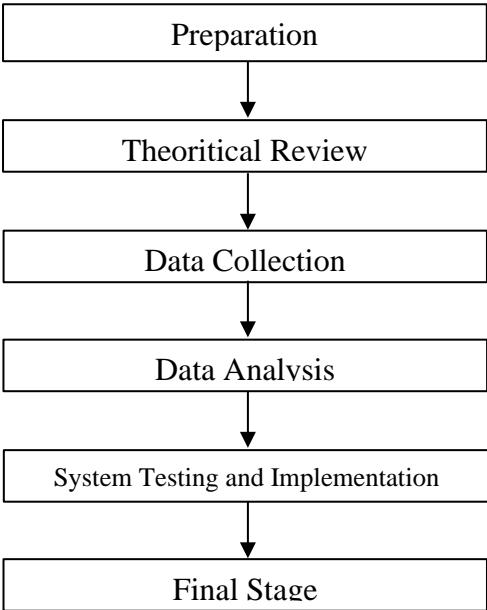 Preparation
Theoritical Review
Data Collection
Data Analysis
System Testing and Implementation
Final Stage